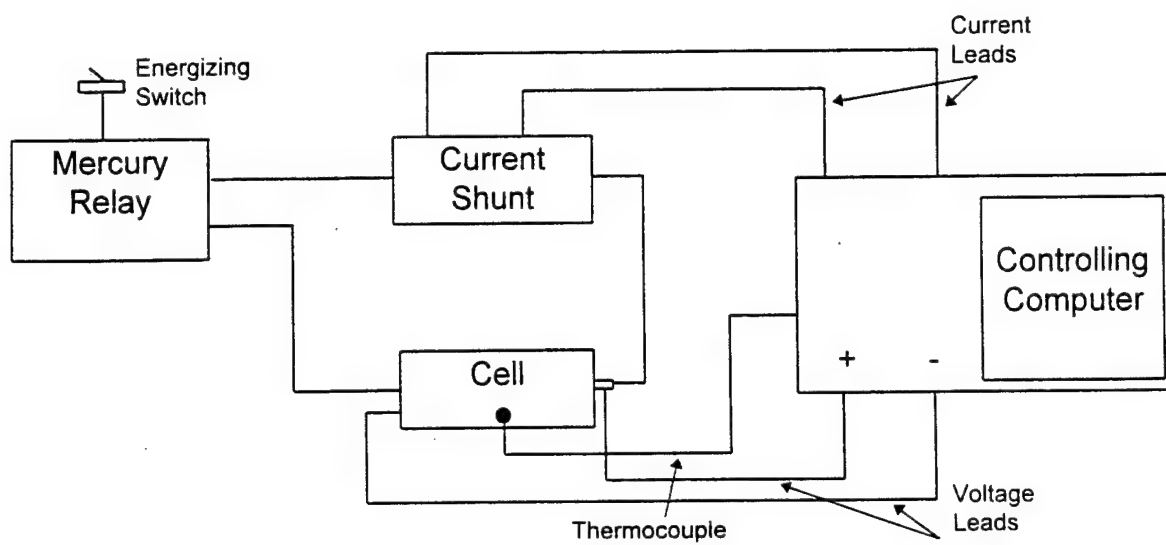 Current
Leads
Energizing
Switch
Mercury
Relay
Current
Shunt
Controlling
Computer
+ -
Cell
Thermocouple
Voltage
Leads